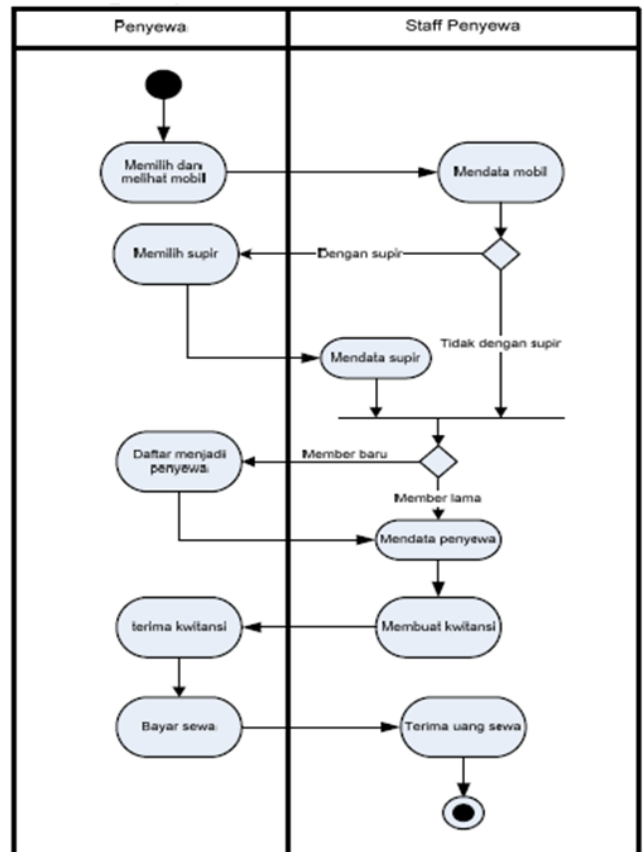 Penyewa
Staff Penyewa
Memilih dan
melihat mobil
Mendata mobil
Memilih supir
Dengan supir
Tidak dengan supir
Mendata supir
Daftar menjadi
penyewa
Member baru
Member lama
Mendata penyewa
terima kwitansi
Membuat kwitansi
Bayar sewa
Terima uang sewa